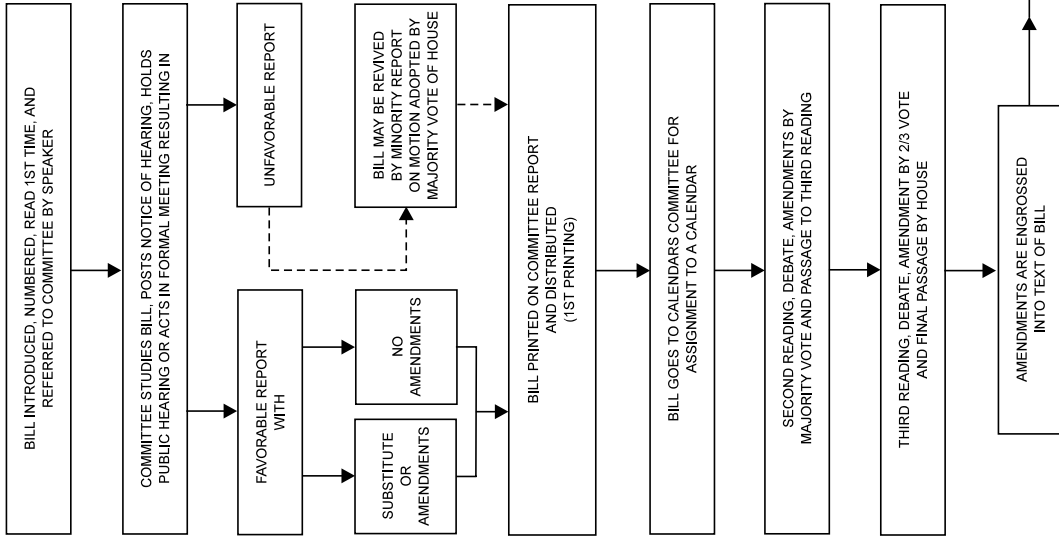 BILL INTRODUCED, NUMBERED, READ 1ST TIME, AND
REFERRED TO COMMITTEE BY SPEAKER
COMMITTEE STUDIES BILL, POSTS NOTICE OF HEARING, HOLDS
PUBLIC HEARING OR ACTS IN FORMAL MEETING RESULTING IN
FAVORABLE REPORT
WITH
UNFAVORABLE REPORT
SUBSTITUTE
OR
AMENDMENTS
NO
AMENDMENTS
BILL MAY BE REVIVED
BY MINORITY REPORT
ON MOTION ADOPTED BY
MAJORITY VOTE OF HOUSE
BILL PRINTED ON COMMITTEE REPORT
AND DISTRIBUTED
(1ST PRINTING)
BILL GOES TO CALENDARS COMMITTEE FOR
ASSIGNMENT TO A CALENDAR
SECOND READING, DEBATE, AMENDMENTS BY
MAJORITY VOTE AND PASSAGE TO THIRD READING
THIRD READING, DEBATE, AMENDMENT BY 2/3 VOTE
AND FINAL PASSAGE BY HOUSE
AMENDMENTS ARE ENGROSSED
INTO TEXT OF BILL